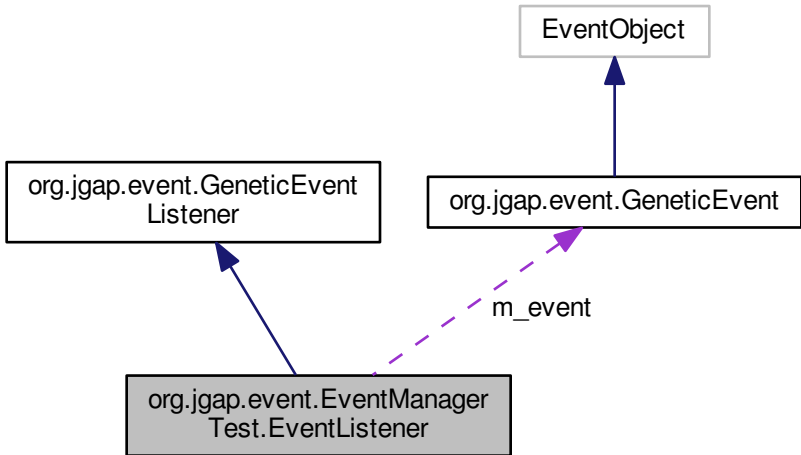 EventObject
org.jgap.event.GeneticEvent
Listener
org.jgap.event.GeneticEvent
m_event
org.jgap.event.EventManager
Test.EventListener